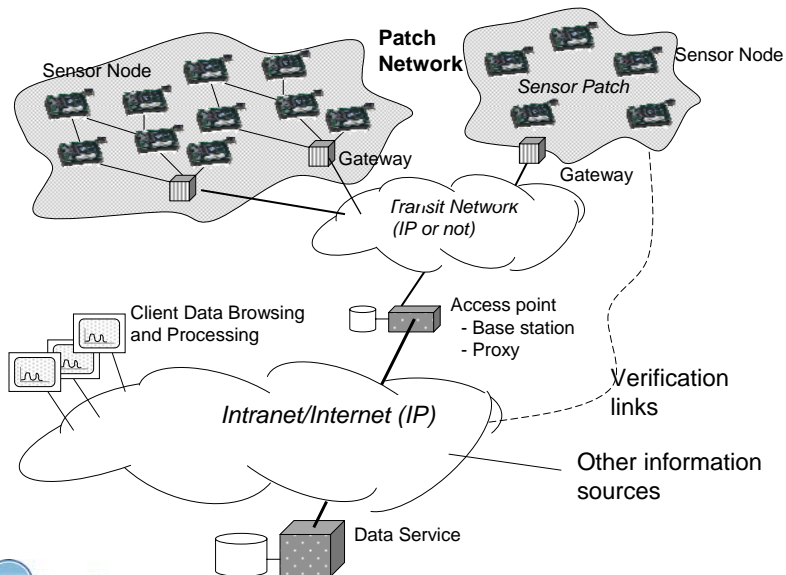 Patch
Network
Sensor Node
Sensor Node
Sensor Patch
Gateway
Gateway
Transit Network
(IP or not)
Client Data Browsing
and Processing
Access point
- Base station
- Proxy
Verification
links
Intranet/Internet (IP)
Other information
sources
Data Service